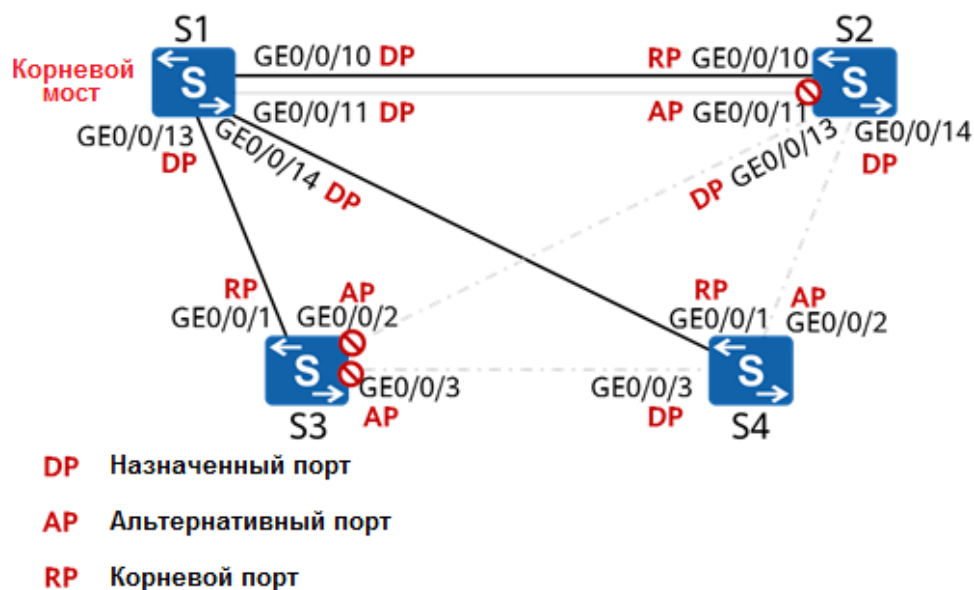 S1
S2
Корневой
мост
GE0/0/10 DP
RP GE0/0/10
GE0/0/11 DP
AP GE0/0/11
GE0/0/13
DP
GE0/0/14 DP
DP GE0/0/13
GE0/0/14
DP
RP
GE0/0/1
AP
GE0/0/2
RP
GE0/0/1
AP
GE0/0/2
S
S
S
S
GE0/0/3
AP
GE0/0/3
DP
S3
S4
DP Назначенный порт
AP Альтернативный порт
RP Корневой порт